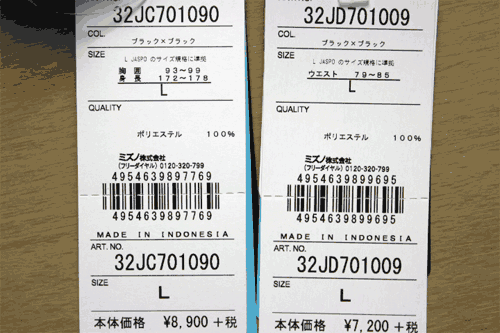 32JC701090
COL.
ブラック×ブラック
SIZE
L JASPO のサイズ規格に準拠
胸 囲 93～99
身 長 172～178
L
QUALITY
ポリエステル 100%
ミズノ株式会社
(フリーダイヤル) 0120-320-799
4954639897769
4954639897769
MADE IN INDONESIA
ART. NO.
32JC701090
SIZE
L
本体価格 ¥8,900 +税
32JD701009
COL.
ブラック×ブラック
SIZE
L JASPO のサイズ規格に準拠
ウエスト 79～85
L
QUALITY
ポリエステル 100%
ミズノ株式会社
(フリーダイヤル) 0120-320-799
4954639899695
4954639899695
MADE IN INDONESIA
ART. NO.
32JD701009
SIZE
L
本体価格 ¥7,200 +税